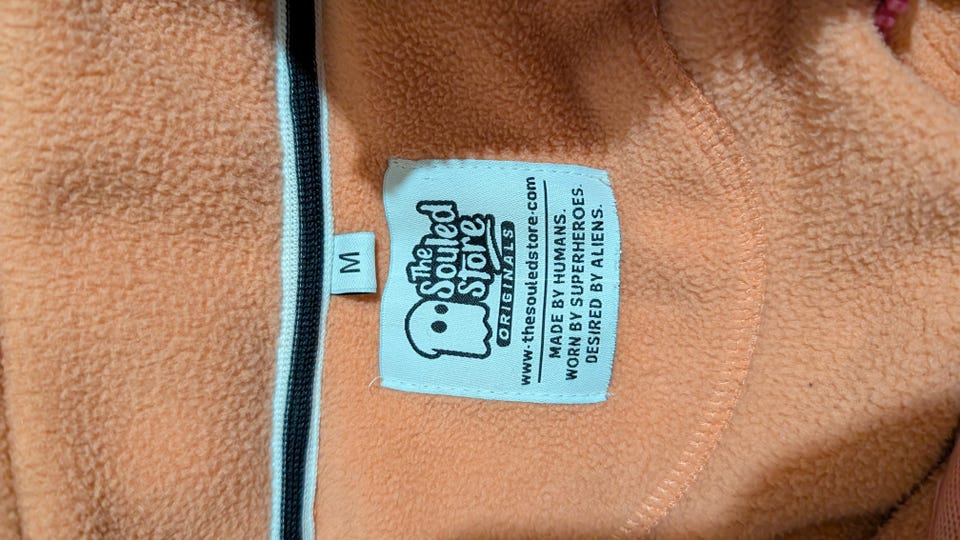 M
The
Souled
Store
ORIGINALS
www.thesouledstore.com
MADE BY HUMANS.
WORN BY SUPERHEROES.
DESIRED BY ALIENS.